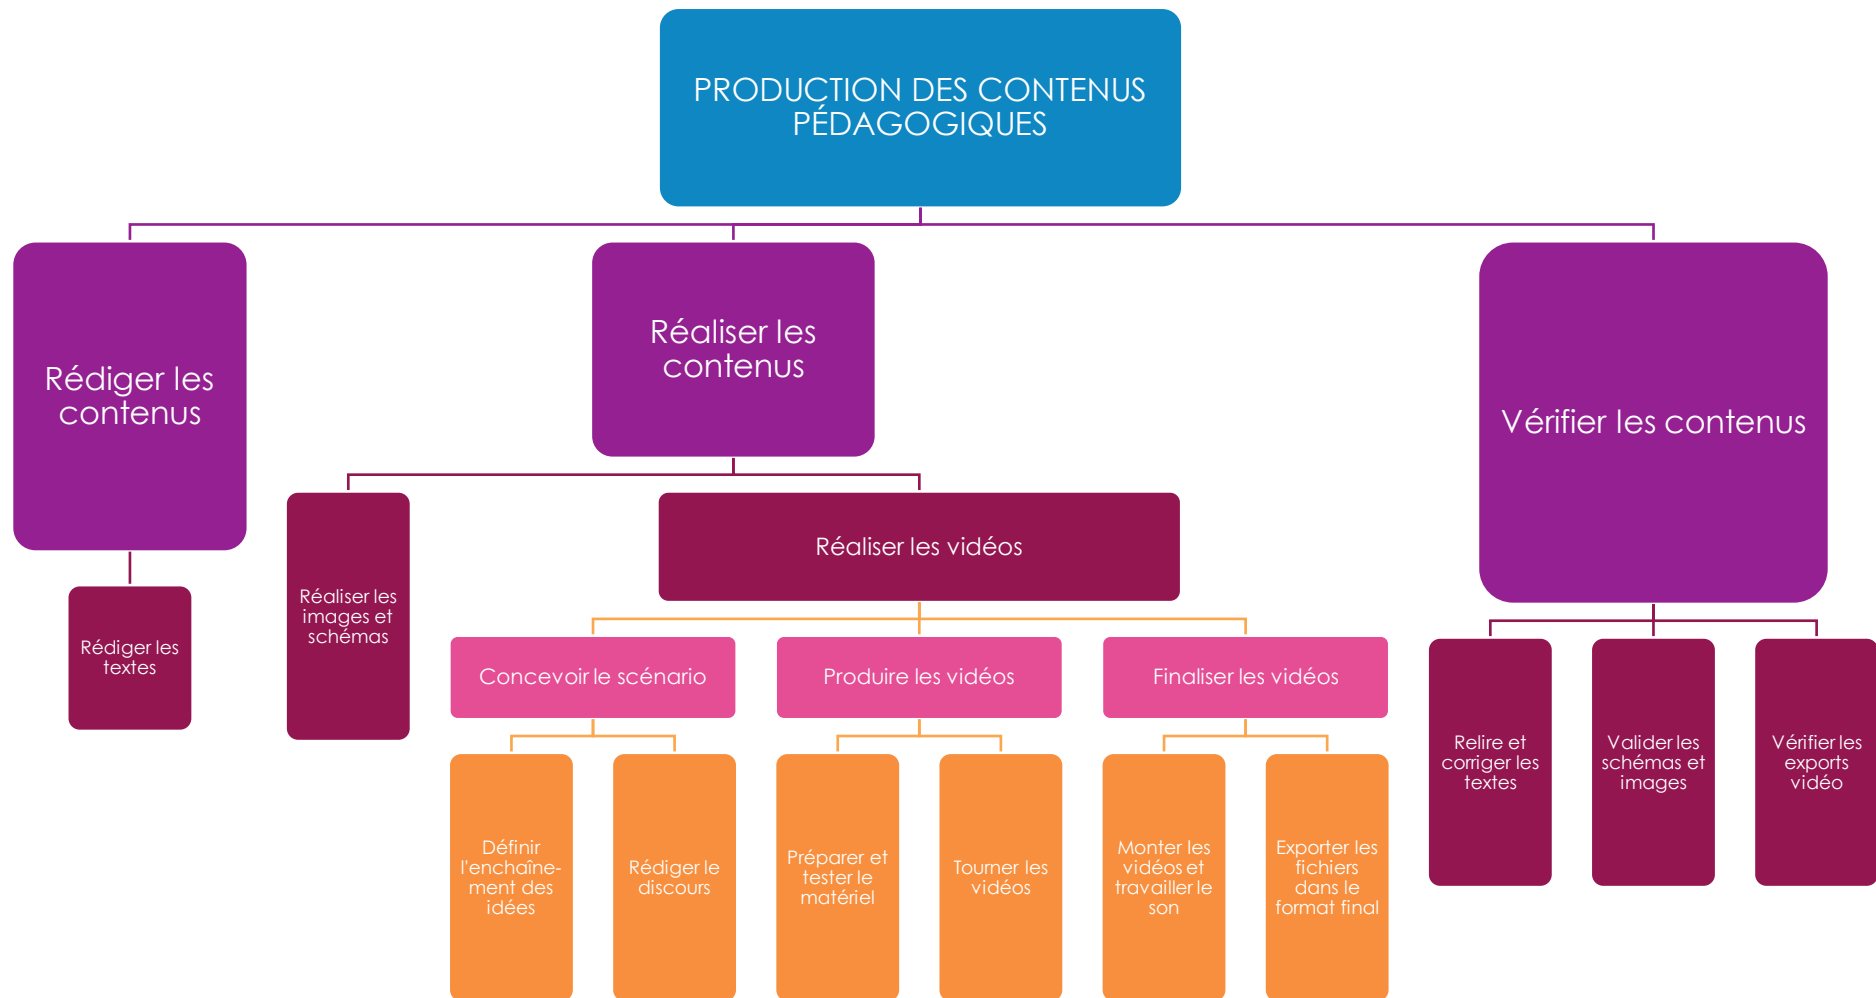 PRODUCTION DES CONTENUS
PÉDAGOGIQUES
Rédiger les
contenus
Réaliser les
contenus
Vérifier les contenus
Rédiger les
textes
Réaliser les
images et
schémas
Réaliser les vidéos
Concevoir le scénario
Produire les vidéos
Finaliser les vidéos
Définir
l'enchaîne-
ment des
idées
Rédiger le
discours
Préparer et
tester le
matériel
Tourner les
vidéos
Monter les
vidéos et
travailler le
son
Exporter les
fichiers
dans le
format final
Relire et
corriger les
textes
Valider les
schémas et
images
Vérifier les
exports
vidéo